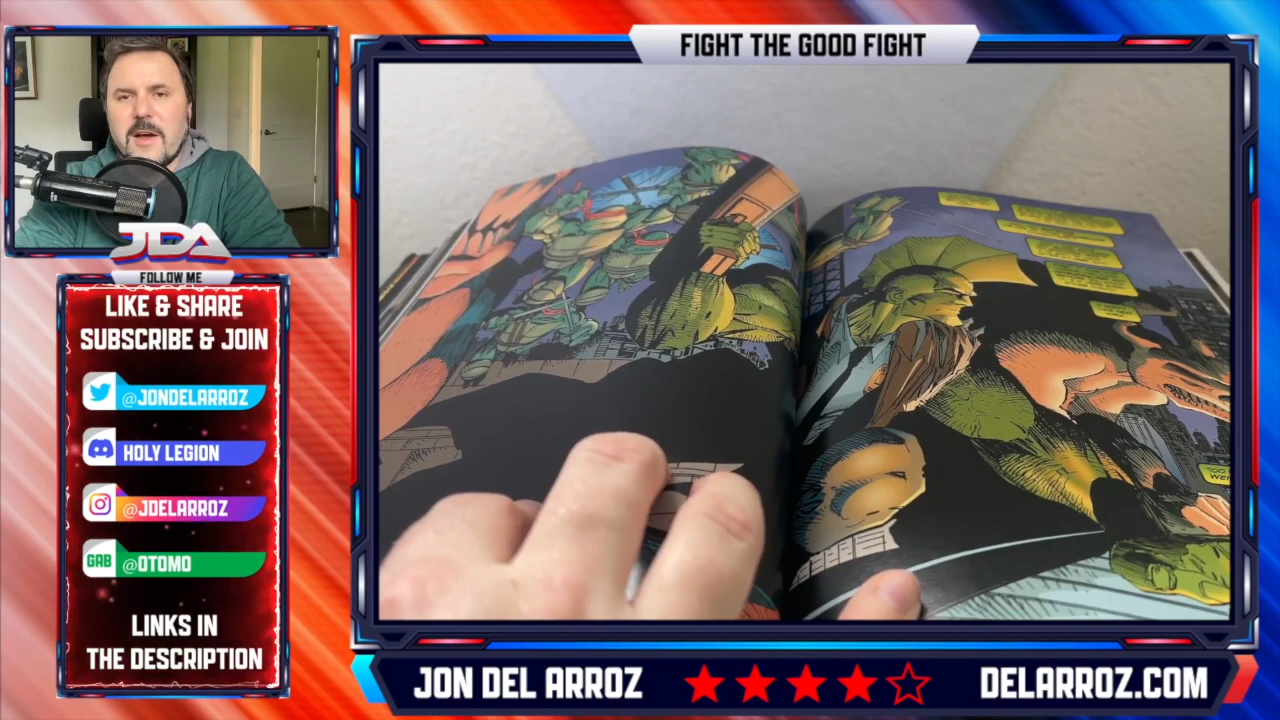 FIGHT THE GOOD FIGHT
JDA
FOLLOW ME
LIKE & SHARE
SUBSCRIBE & JOIN
@JONDELARROZ
HOLY LEGION
@JDELARROZ
GAB @OTOMO
LINKS IN
THE DESCRIPTION
JON DEL ARROZ
DELARROZ.COM